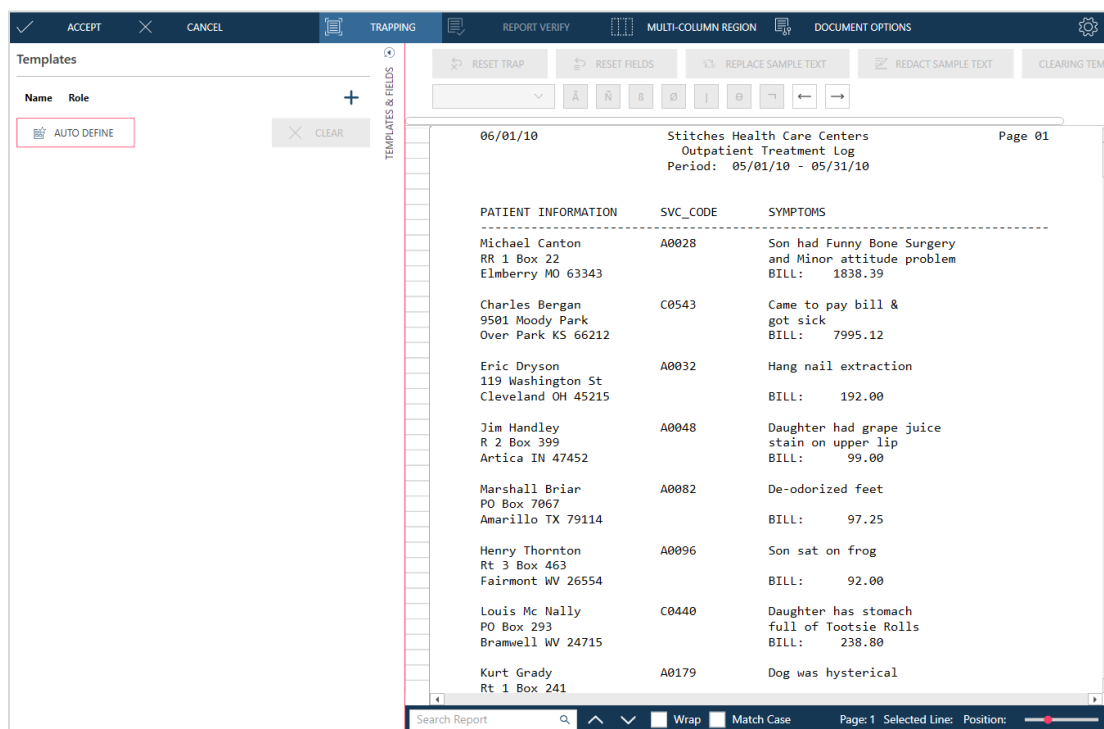 ACCEPT CANCEL TRAPPING REPORT VERIFY MULTI-COLUMN REGION DOCUMENT OPTIONS
Templates
Name Role +
AUTO DEFINE CLEAR
TEMPLATES & FIELDS
RESET TRAP RESET FIELDS REPLACE SAMPLE TEXT REDACT SAMPLE TEXT CLEARING TEM
Ã Ñ ß Ø | Θ ¬ ← →
06/01/10 Stitches Health Care Centers Page 01
Outpatient Treatment Log
Period: 05/01/10 - 05/31/10
PATIENT INFORMATION SVC_CODE SYMPTOMS
Michael Canton A0028 Son had Funny Bone Surgery
RR 1 Box 22 and Minor attitude problem
Elmberry MO 63343 BILL: 1838.39
Charles Bergan C0543 Came to pay bill &
9501 Moody Park got sick
Over Park KS 66212 BILL: 7995.12
Eric Dryson A0032 Hang nail extraction
119 Washington St
Cleveland OH 45215 BILL: 192.00
Jim Handley A0048 Daughter had grape juice
R 2 Box 399 stain on upper lip
Artica IN 47452 BILL: 99.00
Marshall Briar A0082 De-odorized feet
PO Box 7067
Amarillo TX 79114 BILL: 97.25
Henry Thornton A0096 Son sat on frog
Rt 3 Box 463
Fairmont WV 26554 BILL: 92.00
Louis Mc Nally C0440 Daughter has stomach
PO Box 293 full of Tootsie Rolls
Bramwell WV 24715 BILL: 238.80
Kurt Grady A0179 Dog was hysterical
Rt 1 Box 241
Search Report Wrap Match Case Page: 1 Selected Line: Position: